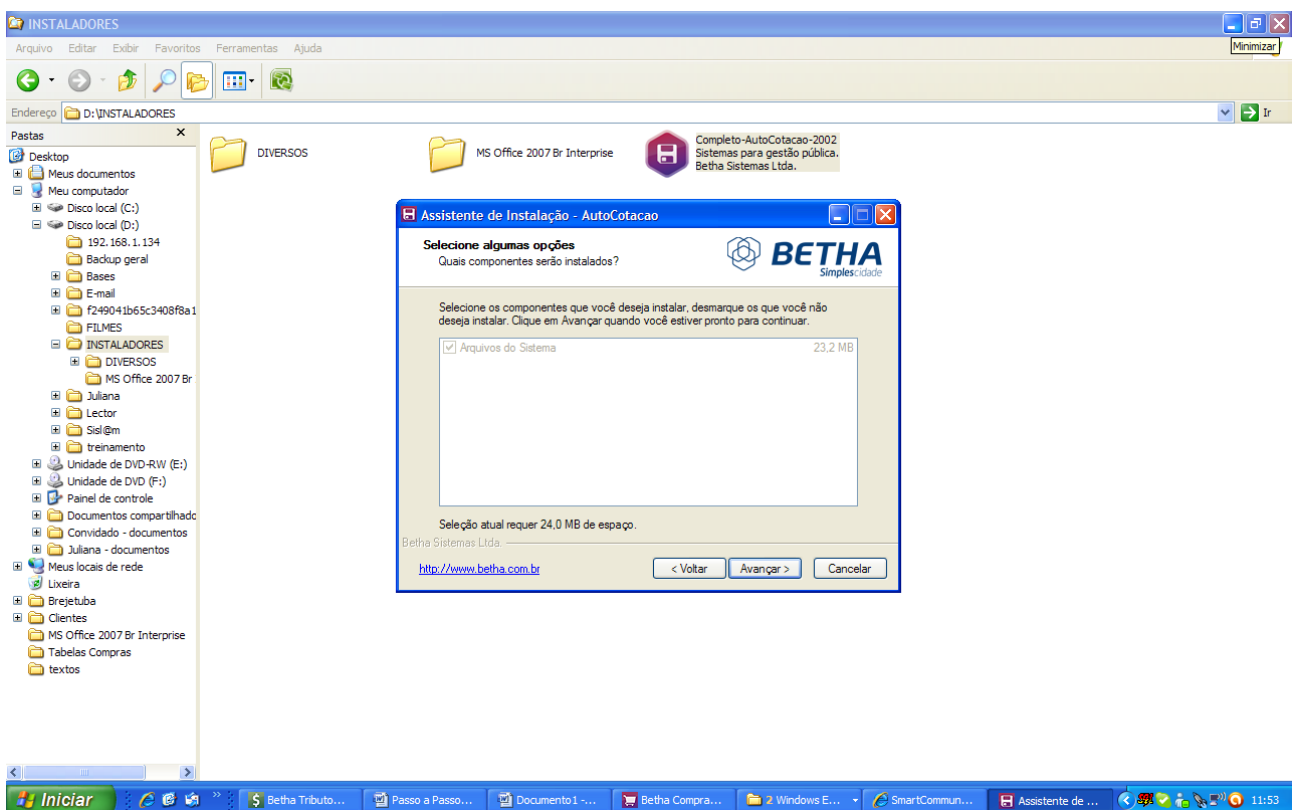 INSTALADORES
Arquivo Editar Exibir Favoritos Ferramentas Ajuda
Minimizar
Endereço D:\INSTALADORES Ir
Pastas
Desktop
Meus documentos
Meu computador
Disco local (C:)
Disco local (D:)
192.168.1.134
Backup geral
Bases
E-mail
f249041b65c3408f8a1
FILMES
INSTALADORES
DIVERSOS
MS Office 2007 Br
Juliana
Lector
Sisl@m
treinamento
Unidade de DVD-RW (E:)
Unidade de DVD (F:)
Painel de controle
Documentos compartilhado
Convidado - documentos
Juliana - documentos
Meus locais de rede
Lixeira
Brejetuba
Clientes
MS Office 2007 Br Interprise
Tabelas Compras
textos
DIVERSOS
MS Office 2007 Br Interprise
Completo-AutoCotacao-2002
Sistemas para gestão pública.
Betha Sistemas Ltda.
Assistente de Instalação - AutoCotacao
Selecione algumas opções
Quais componentes serão instalados?
BETHA
Simplescidade
Selecione os componentes que você deseja instalar, desmarque os que você não
deseja instalar. Clique em Avançar quando você estiver pronto para continuar.
Arquivos do Sistema 23,2 MB
Seleção atual requer 24,0 MB de espaço.
Betha Sistemas Ltda.
http://www.betha.com.br < Voltar Avançar > Cancelar
Iniciar » Betha Tributo... Passo a Passo... Documento1 -... Betha Compra... 2 Windows E... SmartCommun... Assistente de ... 11:53